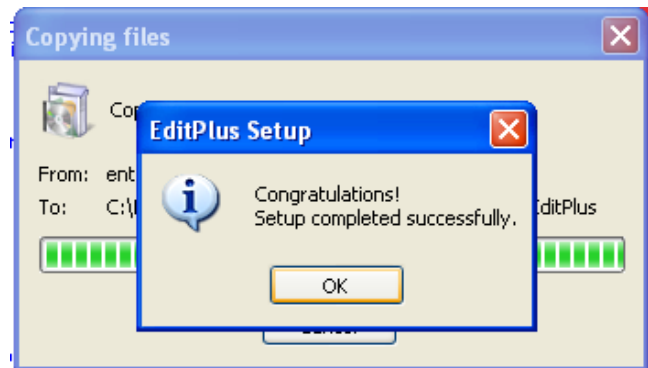 Copying files
EditPlus Setup
From:
To: C:\
EditPlus
Congratulations!
Setup completed successfully.
OK